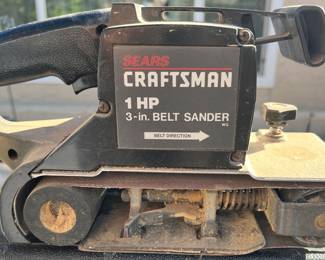 SEARS
CRAFTSMAN
1 HP
3-in. BELT SANDER
BELT DIRECTION